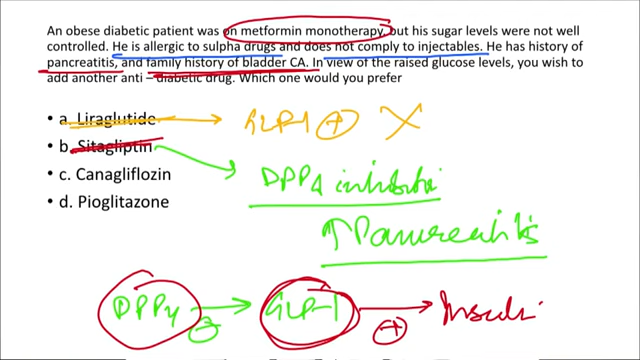 An obese diabetic patient was on metformin monotherapy, but his sugar levels were not well
controlled. He is allergic to sulpha drugs and does not comply to injectables. He has history of
pancreatitis, and family history of bladder CA. In view of the raised glucose levels, you wish to
add another anti – diabetic drug. Which one would you prefer
• a. Liraglutide
GLP-1 +
• b. Sitagliptin
DPP4 inhibitor
• c. Canagliflozin
• d. Pioglitazone
↑ Pancreatitis
DPP4 → GLP-1 → Insulin
+